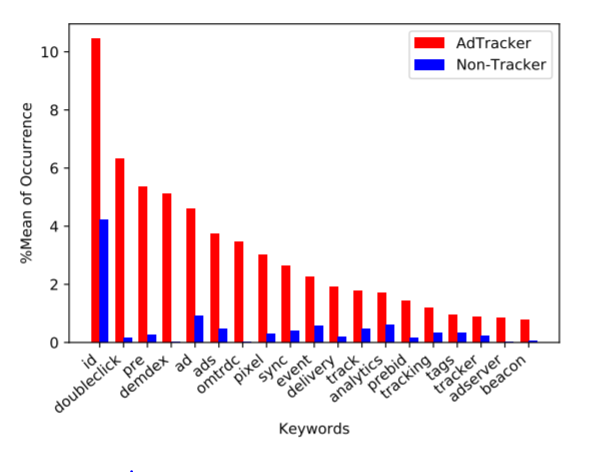 %Mean of Occurrence
10
8
6
4
2
0
AdTracker
Non-Tracker
id
doubleclick
pre
demdex
ad
ads
omtrdc
pixel
sync
event
delivery
track
analytics
prebid
tracking
tags
tracker
adserver
beacon
Keywords